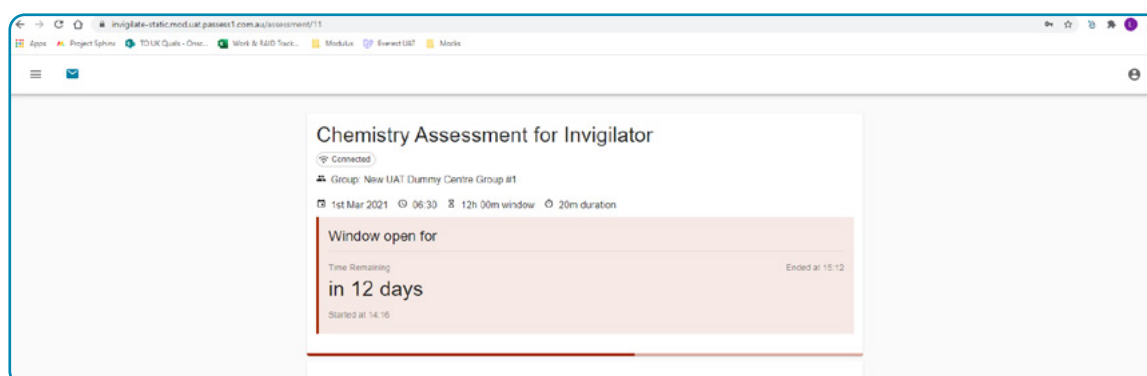 invigilate-static.mod.uat.passess1.com.au/assessment/11
Apps Project Sphinx TO UK Quals - Onsc... Work & RAID Track... Modulus Everest UAT Mocks
Chemistry Assessment for Invigilator
Connected
Group: New UAT Dummy Centre Group #1
1st Mar 2021 06:30 12h 00m window 20m duration
Window open for
Time Remaining Ended at 15:12
in 12 days
Started at 14:16